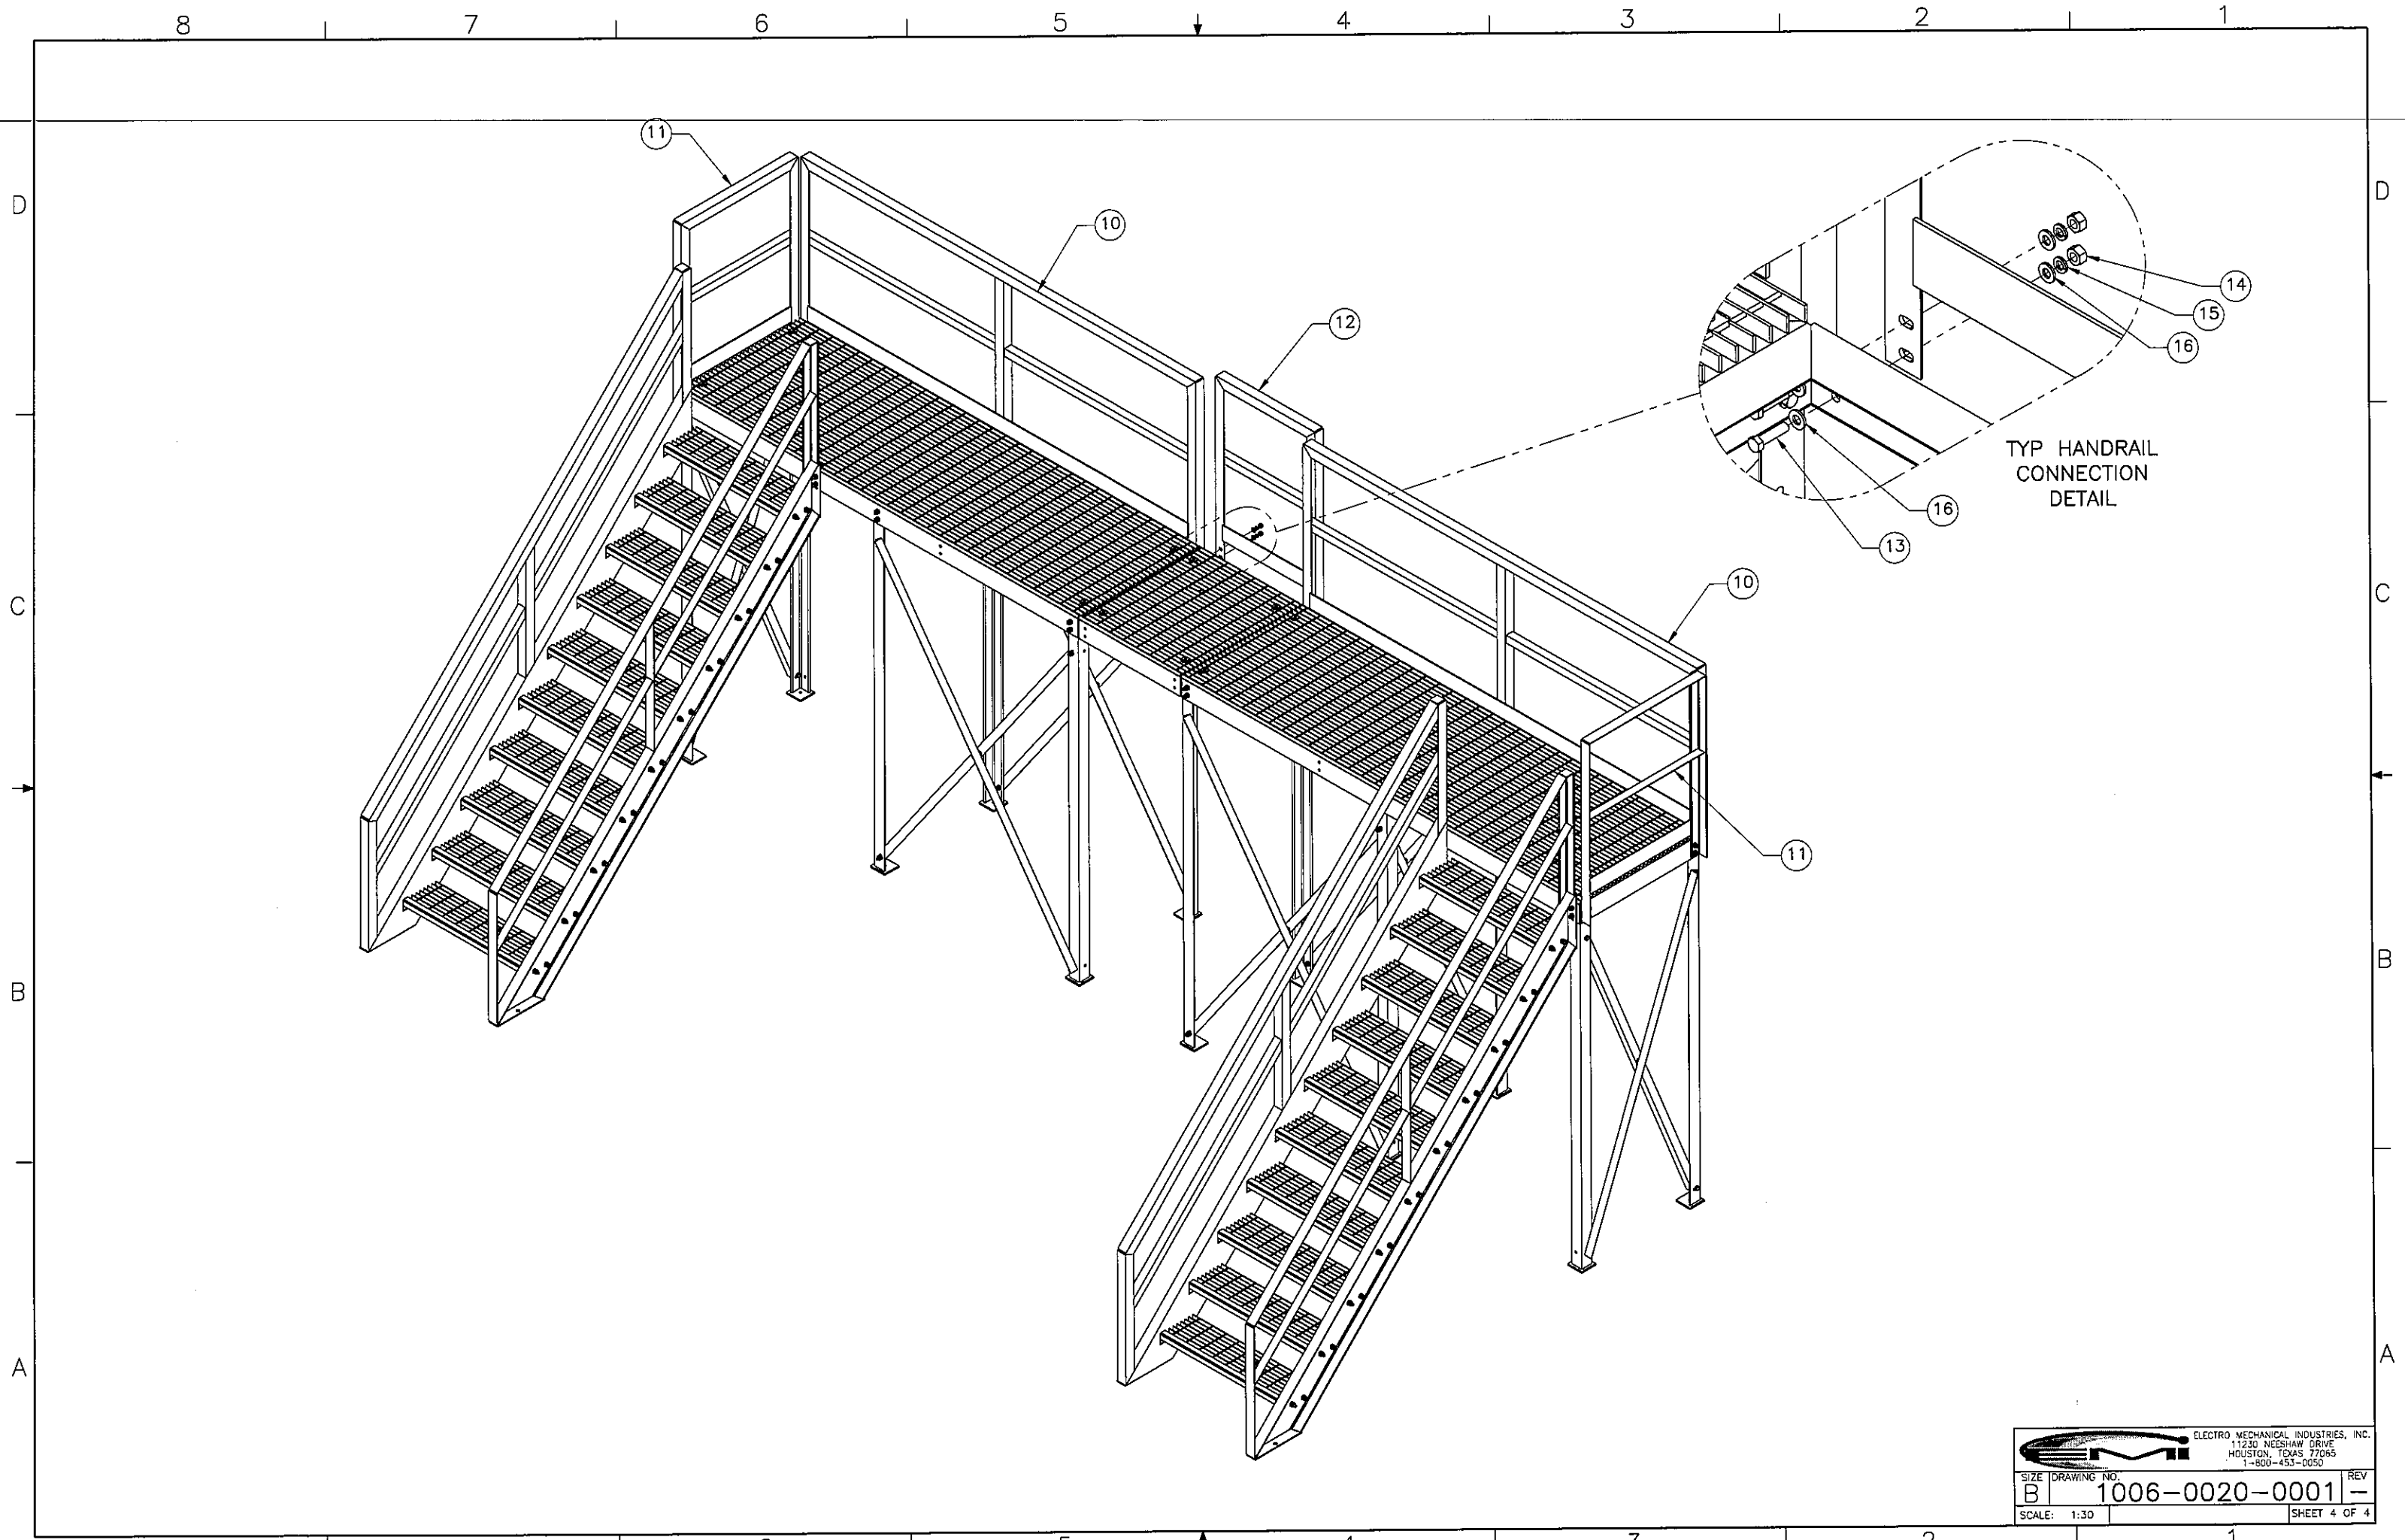 8 7 6 5 4 3 2 1
11
D D
10
12
14
15
16
TYP HANDRAIL
CONNECTION
DETAIL
16
13
10
C C
11
B B
A A
ELECTRO MECHANICAL INDUSTRIES, INC.
11230 NEESHAW DRIVE
HOUSTON, TEXAS 77065
1-800-453-0050
EMI
SIZE DRAWING NO. REV
B 1006-0020-0001 -
SCALE: 1:30 SHEET 4 OF 4